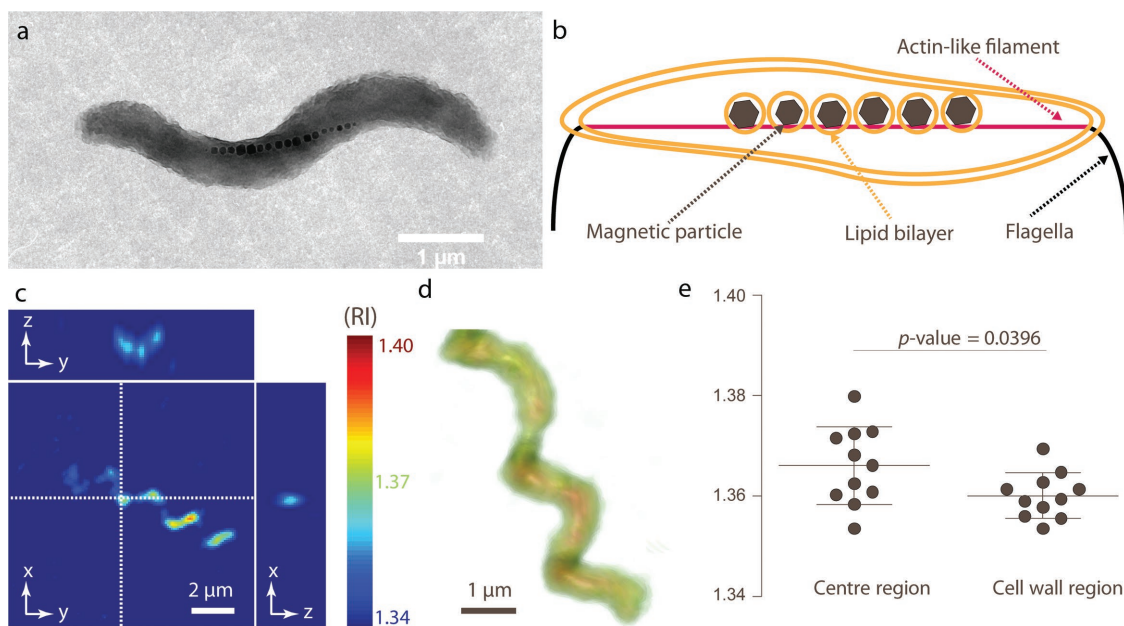 a
1 µm
b
Actin-like filament
Magnetic particle
Lipid bilayer
Flagella
c
z
y
x
y
2 µm
x
z
(RI)
1.40
1.37
1.34
d
1 µm
e
1.40
1.38
1.36
1.34
p-value = 0.0396
Centre region
Cell wall region